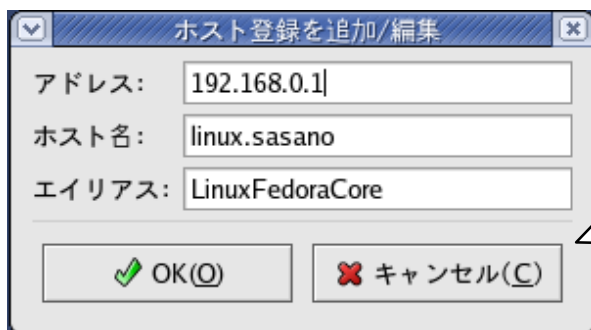 ホスト登録を追加/編集
アドレス: 192.168.0.1
ホスト名: linux.sasano
エイリアス: LinuxFedoraCore
OK(O) キャンセル(C)